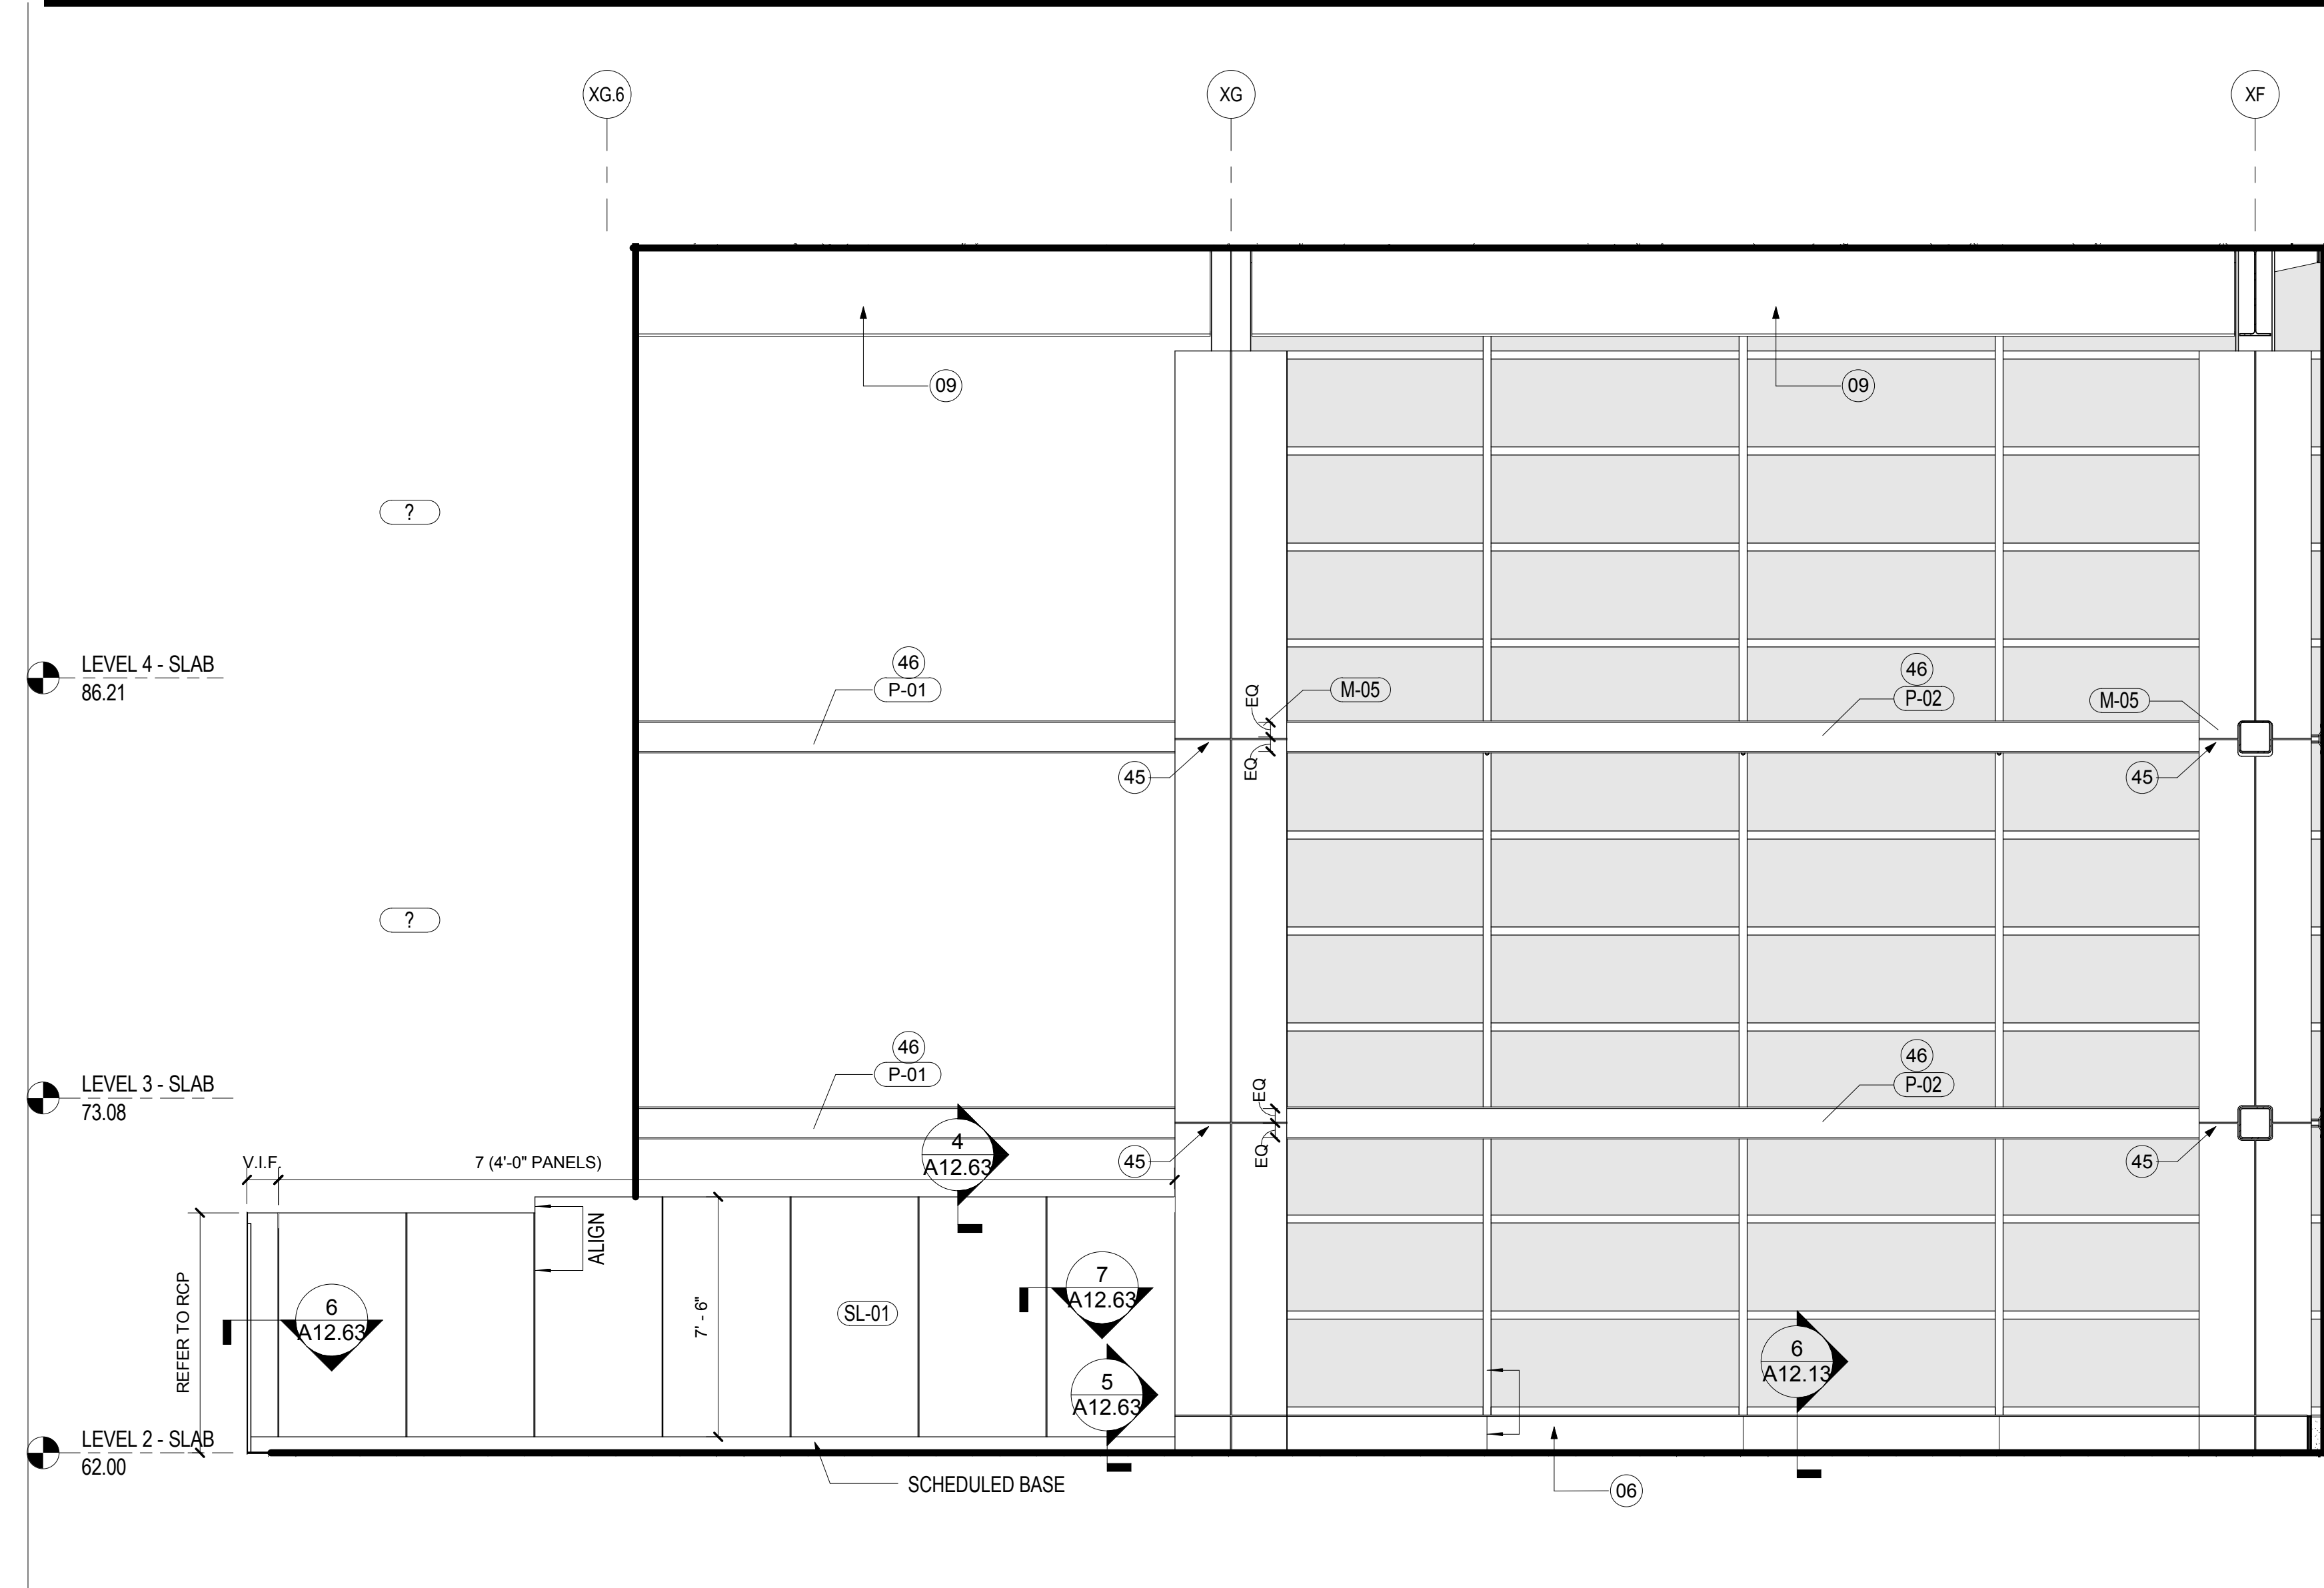 XG.6
XG
XF
09
09
?
LEVEL 4 - SLAB
86.21
46
P-01
EQ
M-05
46
P-02
M-05
EQ
45
45
?
LEVEL 3 - SLAB
73.08
46
P-01
EQ
46
P-02
4
A12.63
EQ
45
45
V.I.F.
7 (4'-0" PANELS)
ALIGN
REFER TO RCP
6
A12.63
7' - 6"
SL-01
7
A12.63
5
A12.63
6
A12.13
LEVEL 2 - SLAB
62.00
SCHEDULED BASE
06